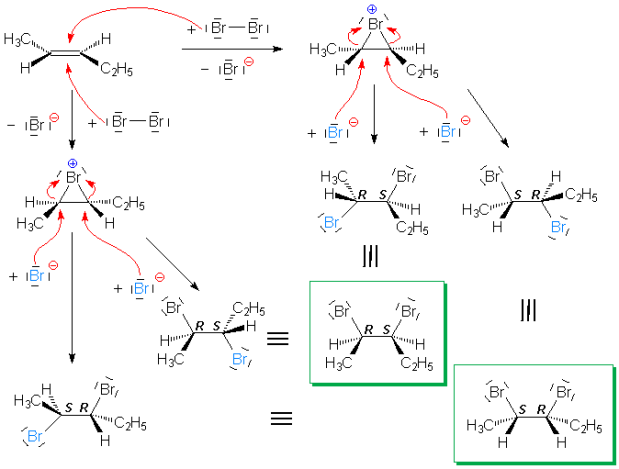 + Br—Br
H3C H
H C2H5
− Br ⊖
⊕
Br
H3C H
H C2H5
− Br ⊖ + Br—Br
+ Br ⊖ + Br ⊖
⊕
Br
H C2H5
H3C H
H3C Br
H R S H
Br C2H5
Br H
S R C2H5
H3C H Br
+ Br ⊖ + Br ⊖
Br C2H5
H R S H
H3C Br
≡
Br Br
H R S H
H3C C2H5
H Br
H3C S R C2H5
Br H
≡
Br Br
H3C S R C2H5
H H